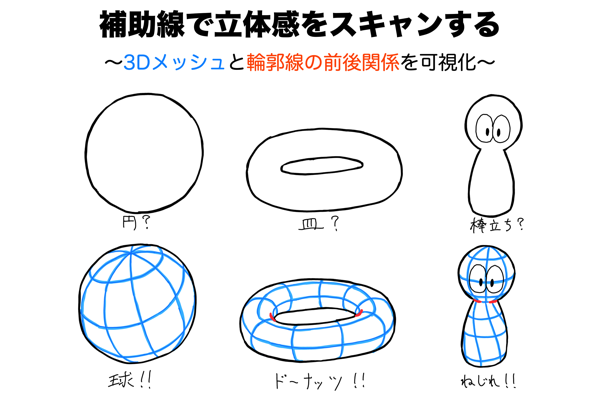 補助線で立体感をスキャンする
〜3Dメッシュと輪郭線の前後関係を可視化〜
円？
皿？
棒立ち？
球!!
ドーナッツ!!
ねじれ!!